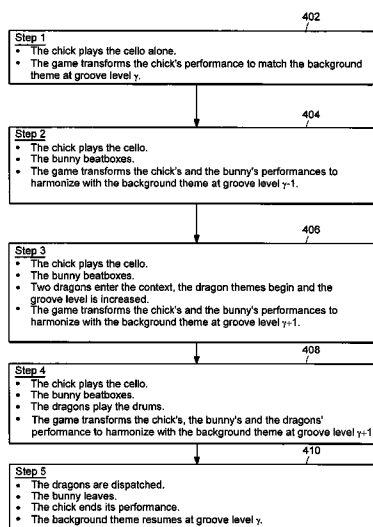 402
Step 1
• The chick plays the cello alone.
• The game transforms the chick's performance to match the background
theme at groove level γ.
404
Step 2
• The chick plays the cello.
• The bunny beatboxes.
• The game transforms the chick's and the bunny's performances to
harmonize with the background theme at groove level γ-1.
406
Step 3
• The chick plays the cello.
• The bunny beatboxes.
• Two dragons enter the context, the dragon themes begin and the
groove level is increased.
• The game transforms the chick's and the bunny's performances to
harmonize with the background theme at groove level γ+1.
408
Step 4
• The chick plays the cello.
• The bunny beatboxes.
• The dragons play the drums.
• The game transforms the chick's, the bunny's and the dragons'
performance to harmonize with the background theme at groove level γ+1
410
Step 5
• The dragons are dispatched.
• The bunny leaves.
• The chick ends its performance.
• The background theme resumes at groove level γ.